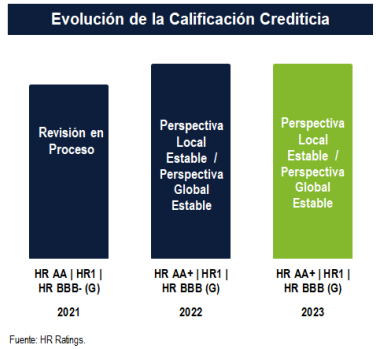 Evolución de la Calificación Crediticia
Revisión en
Proceso
Perspectiva
Local
Estable /
Perspectiva
Global
Estable
Perspectiva
Local
Estable /
Perspectiva
Global
Estable
HR AA | HR1 |
HR BBB- (G)
2021
HR AA+ | HR1 |
HR BBB (G)
2022
HR AA+ | HR1 |
HR BBB (G)
2023
Fuente: HR Ratings.